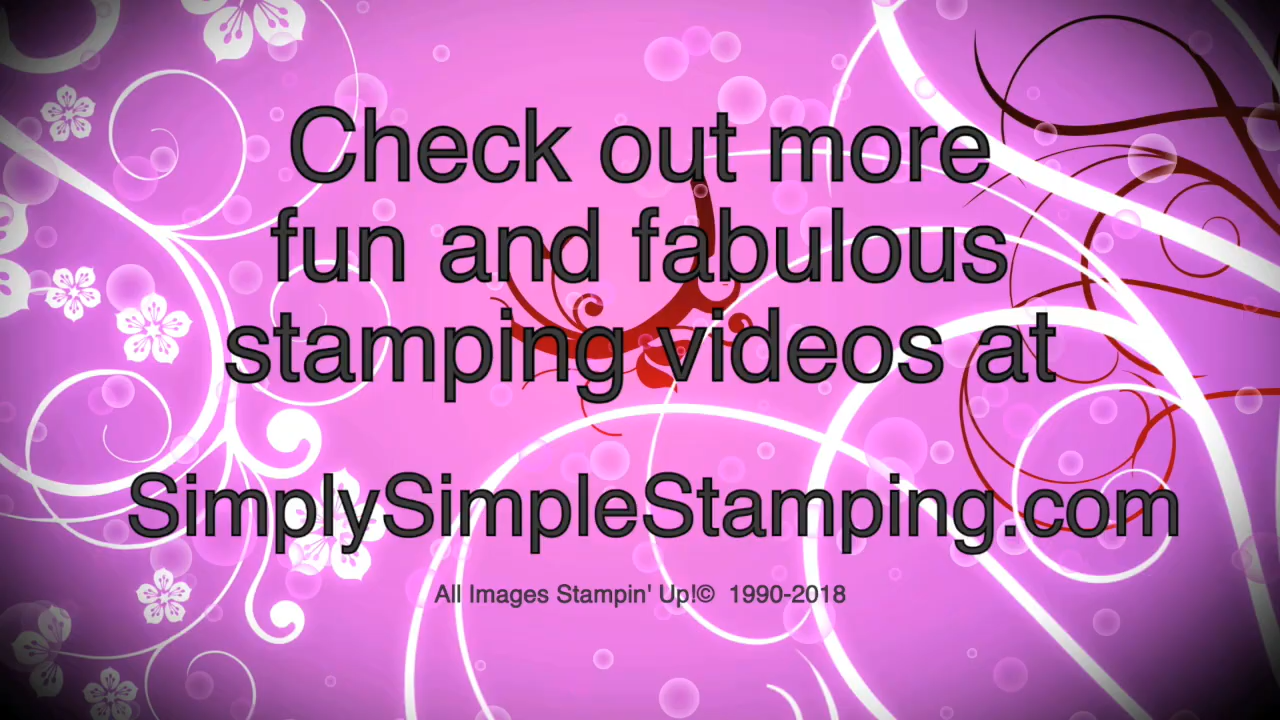 Check out more
fun and fabulous
stamping videos at
SimplySimpleStamping.com
All Images Stampin' Up!© 1990-2018